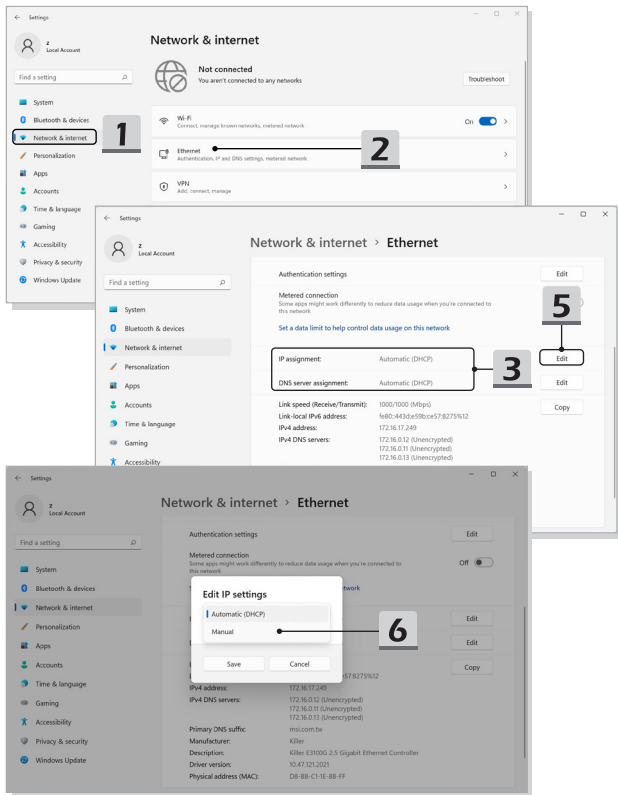 ← Settings
z
Local Account
Find a setting
System
Bluetooth & devices
Network & internet
Personalization
Apps
Accounts
Time & language
Gaming
Accessibility
Privacy & security
Windows Update
1
Network & internet
Not connected
You aren't connected to any networks
Troubleshoot
Wi-Fi
Connect, manage known networks, metered network
On
Ethernet
Authentication, IP and DNS settings, metered network
2
VPN
Add, connect, manage
← Settings
z
Local Account
Find a setting
System
Bluetooth & devices
Network & internet
Personalization
Apps
Accounts
Time & language
Gaming
Accessibility
Network & internet > Ethernet
Authentication settings Edit
Metered connection
Some apps might work differently to reduce data usage when you're connected to
this network
5
Set a data limit to help control data usage on this network
IP assignment: Automatic (DHCP) Edit
3
DNS server assignment: Automatic (DHCP) Edit
Link speed (Receive/Transmit): 1000/1000 (Mbps) Copy
Link-local IPv6 address: fe80::443d:e59b:ce57:8275%12
IPv4 address: 172.16.17.249
IPv4 DNS servers: 172.16.0.12 (Unencrypted)
172.16.0.11 (Unencrypted)
172.16.0.13 (Unencrypted)
← Settings
z
Local Account
Find a setting
System
Bluetooth & devices
Network & internet
Personalization
Apps
Accounts
Time & language
Gaming
Accessibility
Privacy & security
Windows Update
Network & internet > Ethernet
Authentication settings Edit
Metered connection
Some apps might work differently to reduce data usage when you're connected to
this network
Off
Edit IP settings
Automatic (DHCP)
Manual
6
Save Cancel
Edit
Edit
Copy
IPv4 address: 172.16.17.249
IPv4 DNS servers: 172.16.0.12 (Unencrypted)
172.16.0.11 (Unencrypted)
172.16.0.13 (Unencrypted)
Primary DNS suffix: msi.com.tw
Manufacturer: Killer
Description: Killer E3100G 2.5 Gigabit Ethernet Controller
Driver version: 10.47.121.2021
Physical address (MAC): D8-BB-C1-1E-8B-FF